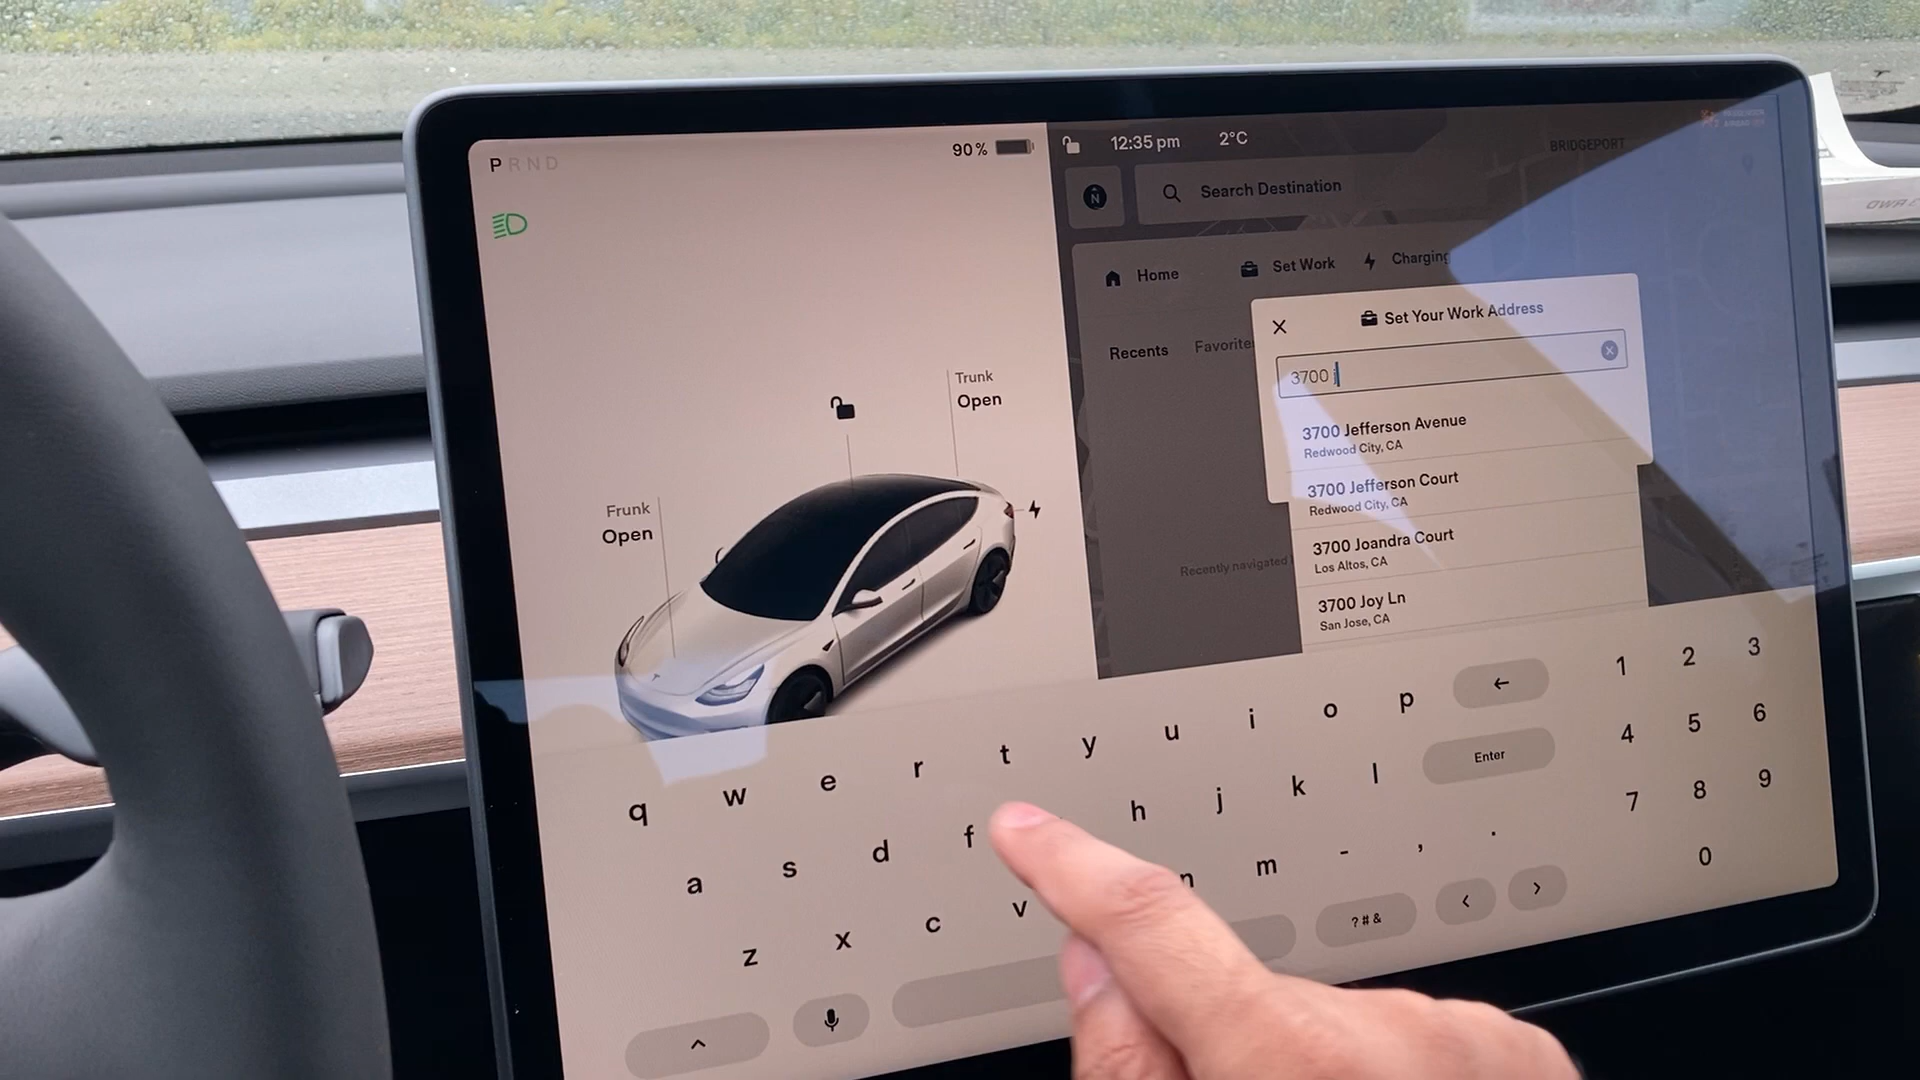 P R N D
90%
12:35 pm
2°C
BRIDGEPORT
N
Search Destination
Home
Set Work
Charging
Set Your Work Address
Recents
Favorite
3700 j
3700 Jefferson Avenue
Redwood City, CA
3700 Jefferson Court
Redwood City, CA
3700 Joandra Court
Los Altos, CA
3700 Joy Ln
San Jose, CA
Recently navigated
Trunk
Open
Frunk
Open
q w e r t y u i o p ← 1 2 3
a s d f h j k l Enter 4 5 6
z x c v n m - , . 7 8 9
^ ?#& < > 0